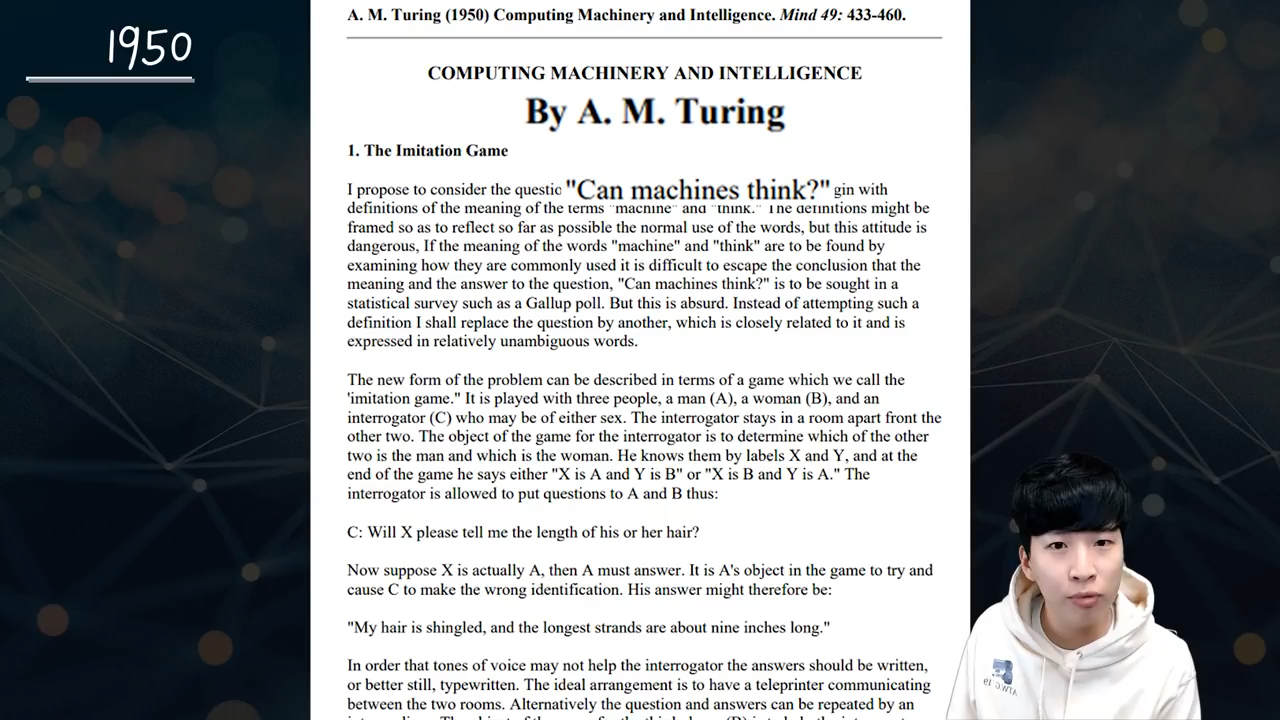 1950
A. M. Turing (1950) Computing Machinery and Intelligence. Mind 49: 433-460.
COMPUTING MACHINERY AND INTELLIGENCE
By A. M. Turing
1. The Imitation Game
I propose to consider the questio "Can machines think?" gin with
definitions of the meaning of the terms "machine" and "think." The definitions might be
framed so as to reflect so far as possible the normal use of the words, but this attitude is
dangerous, If the meaning of the words "machine" and "think" are to be found by
examining how they are commonly used it is difficult to escape the conclusion that the
meaning and the answer to the question, "Can machines think?" is to be sought in a
statistical survey such as a Gallup poll. But this is absurd. Instead of attempting such a
definition I shall replace the question by another, which is closely related to it and is
expressed in relatively unambiguous words.
The new form of the problem can be described in terms of a game which we call the
'imitation game." It is played with three people, a man (A), a woman (B), and an
interrogator (C) who may be of either sex. The interrogator stays in a room apart front the
other two. The object of the game for the interrogator is to determine which of the other
two is the man and which is the woman. He knows them by labels X and Y, and at the
end of the game he says either "X is A and Y is B" or "X is B and Y is A." The
interrogator is allowed to put questions to A and B thus:
C: Will X please tell me the length of his or her hair?
Now suppose X is actually A, then A must answer. It is A's object in the game to try and
cause C to make the wrong identification. His answer might therefore be:
"My hair is shingled, and the longest strands are about nine inches long."
In order that tones of voice may not help the interrogator the answers should be written,
or better still, typewritten. The ideal arrangement is to have a teleprinter communicating
between the two rooms. Alternatively the question and answers can be repeated by an